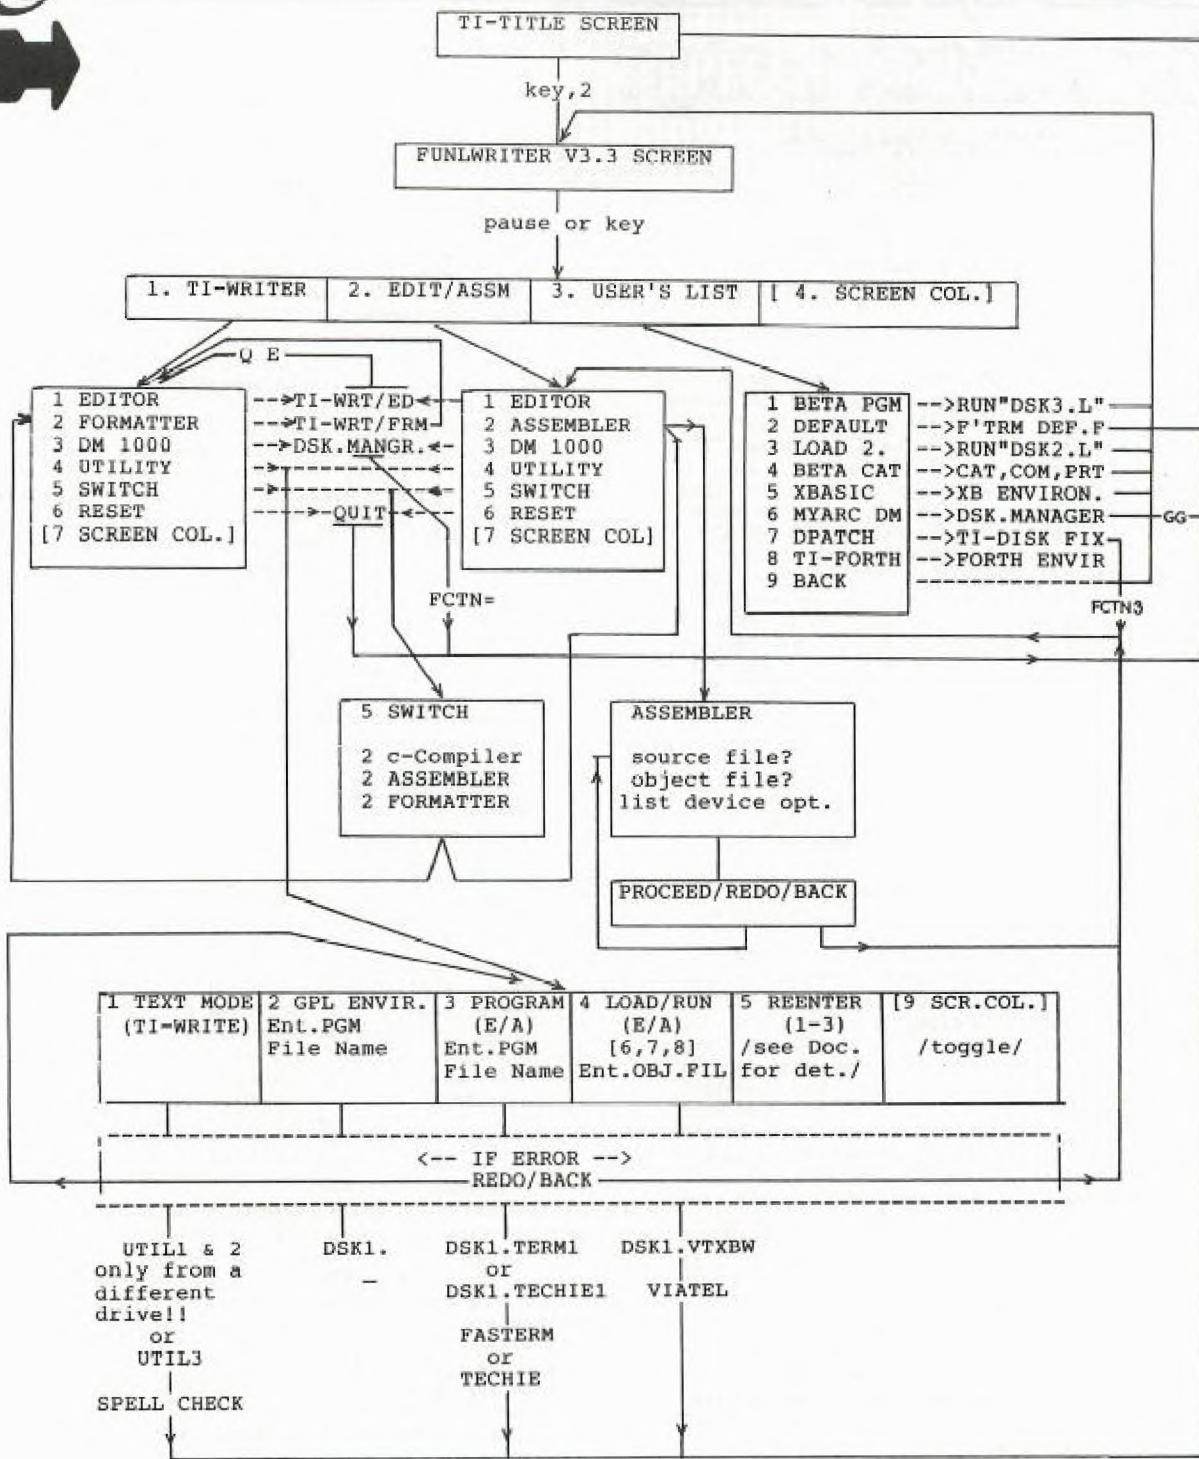 TI-TITLE SCREEN
key,2
FUNLWRITER V3.3 SCREEN
pause or key
1. TI-WRITER 2. EDIT/ASSM 3. USER'S LIST [ 4. SCREEN COL.]
Q E
1 EDITOR
2 FORMATTER
3 DM 1000
4 UTILITY
5 SWITCH
6 RESET
[7 SCREEN COL.]
-->TI-WRT/ED<---
-->TI-WRT/FRM
-->DSK.MANGR.<--
QUIT
FCTN=
1 EDITOR
2 ASSEMBLER
3 DM 1000
4 UTILITY
5 SWITCH
6 RESET
[7 SCREEN COL]
1 BETA PGM -->RUN"DSK3.L"
2 DEFAULT -->F'TRM DEF.F
3 LOAD 2. -->RUN"DSK2.L"
4 BETA CAT -->CAT,COM,PRT
5 XBASIC -->XB ENVIRON.
6 MYARC DM -->DSK.MANAGER GG
7 DPATCH -->TI-DISK FIX
8 TI-FORTH -->FORTH ENVIR
9 BACK
FCTN3
5 SWITCH
2 c-Compiler
2 ASSEMBLER
2 FORMATTER
ASSEMBLER
source file?
object file?
list device opt.
PROCEED/REDO/BACK
1 TEXT MODE
(TI-WRITE)
2 GPL ENVIR.
Ent.PGM
File Name
3 PROGRAM
(E/A)
Ent.PGM
File Name
4 LOAD/RUN
(E/A)
[6,7,8]
Ent.OBJ.FIL
5 REENTER
(1-3)
/see Doc.
for det./
[9 SCR.COL.]
/toggle/
<-- IF ERROR -->
REDO/BACK
UTIL1 & 2
only from a
different
drive!!
or
UTIL3
SPELL CHECK
DSK1.
_
DSK1.TERM1
or
DSK1.TECHIE1
FASTERM
or
TECHIE
DSK1.VTXBW
VIATEL